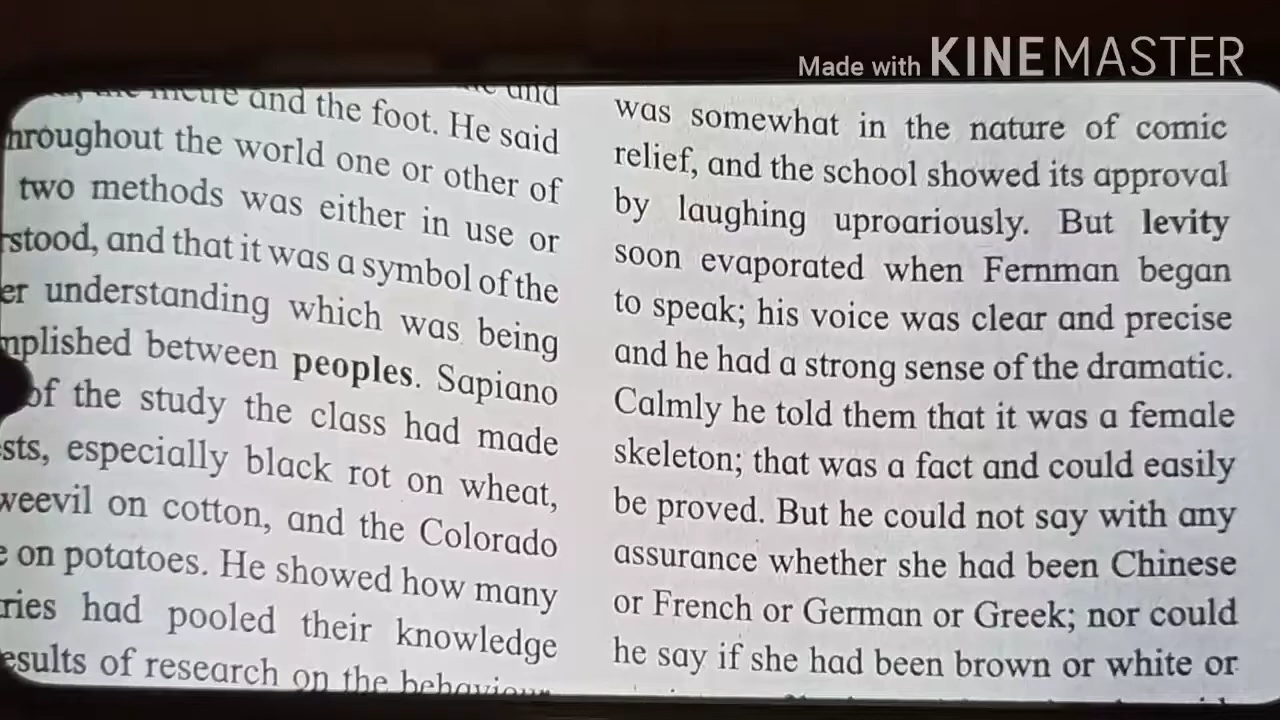 Made with KINEMASTER
and the foot. He said
hroughout the world one or other of
two methods was either in use or
rstood, and that it was a symbol of the
er understanding which was being
mplished between peoples. Sapiano
of the study the class had made
sts, especially black rot on wheat,
weevil on cotton, and the Colorado
e on potatoes. He showed how many
ries had pooled their knowledge
esults of research on the behaviour
was somewhat in the nature of comic
relief, and the school showed its approval
by laughing uproariously. But levity
soon evaporated when Fernman began
to speak; his voice was clear and precise
and he had a strong sense of the dramatic.
Calmly he told them that it was a female
skeleton; that was a fact and could easily
be proved. But he could not say with any
assurance whether she had been Chinese
or French or German or Greek; nor could
he say if she had been brown or white or